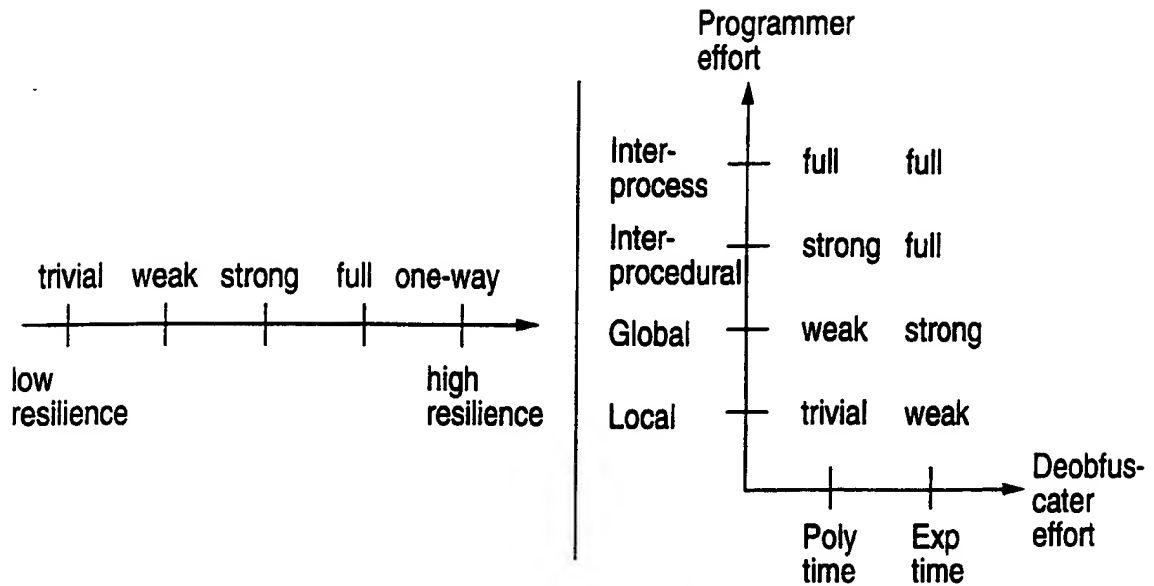 trivial weak strong full one-way
low
resilience
high
resilience
Programmer
effort
Inter-
process
full full
Inter-
procedural
strong full
Global
weak strong
Local
trivial weak
Deobfus-
cater
effort
Poly
time
Exp
time